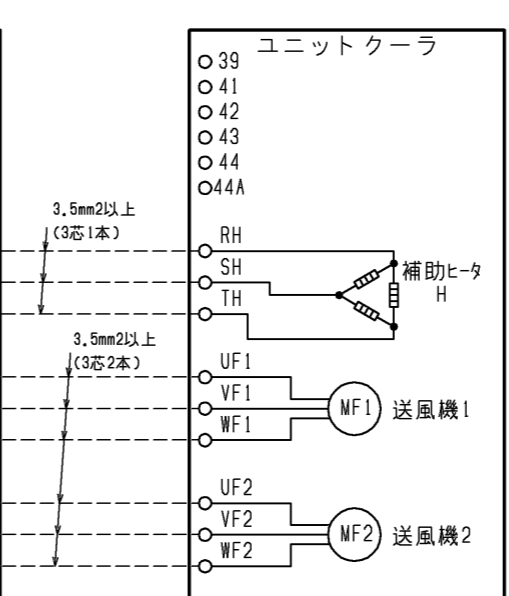 ユニットクーラ
39
41
42
43
44
44A
3.5mm2以上
(3芯1本)
RH
SH
TH
補助ヒータ
H
3.5mm2以上
(3芯2本)
UF1
VF1
WF1
MF1
送風機1
UF2
VF2
WF2
MF2
送風機2